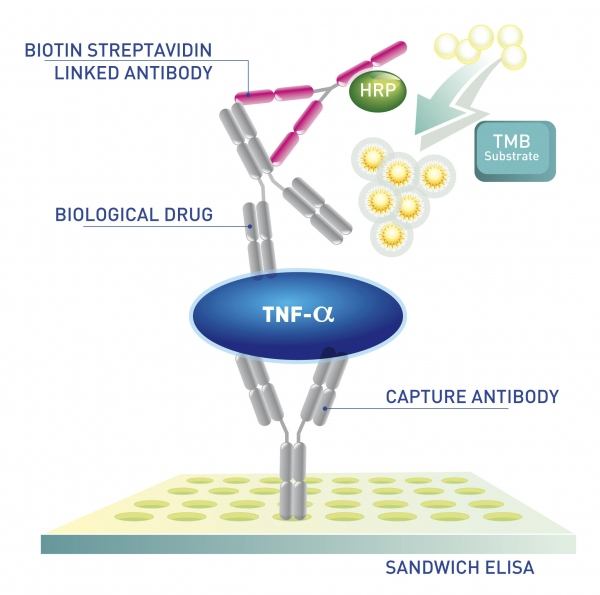 BIOTIN STREPTAVIDIN
LINKED ANTIBODY
HRP
TMB
Substrate
BIOLOGICAL DRUG
TNF-α
CAPTURE ANTIBODY
SANDWICH ELISA